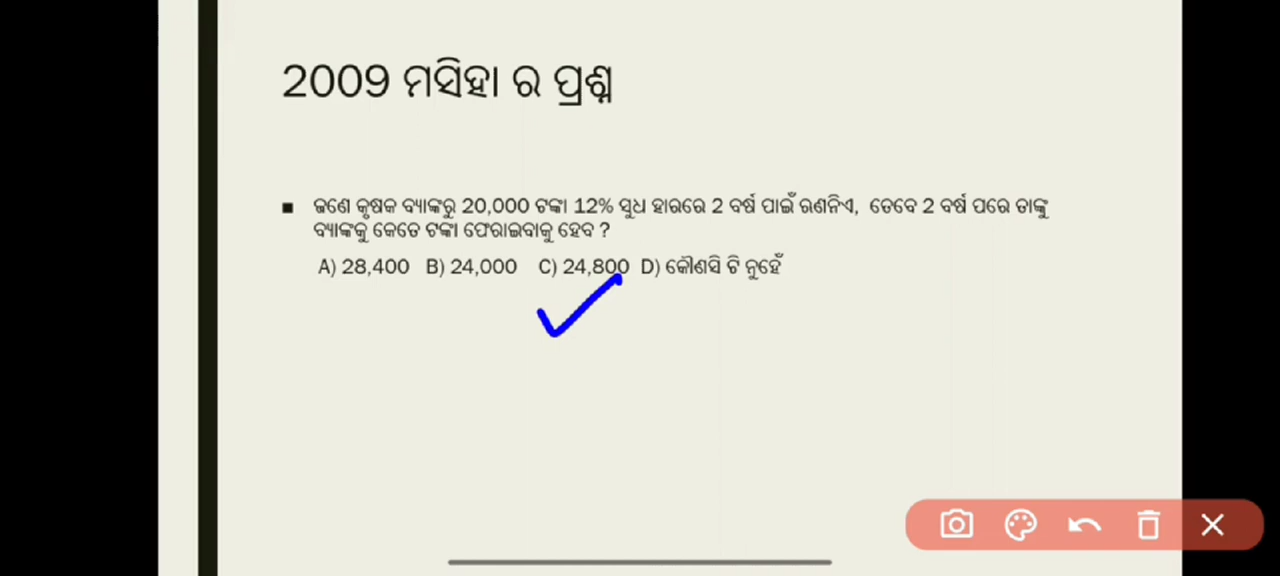 2009 ମସିହା ର ପ୍ରଶ୍ନ
▪ ଜଣେ କୃଷକ ବ୍ୟାଙ୍କରୁ 20,000 ଟଙ୍କା 12% ସୁଧ ହାରରେ 2 ବର୍ଷ ପାଇଁ ଋଣନିଏ, ତେବେ 2 ବର୍ଷ ପରେ ତାଙ୍କୁ
ବ୍ୟାଙ୍କକୁ କେତେ ଟଙ୍କା ଫେରାଇବାକୁ ହେବ ?
A) 28,400 B) 24,000 C) 24,800 D) କୌଣସି ଟି ନୁହେଁ